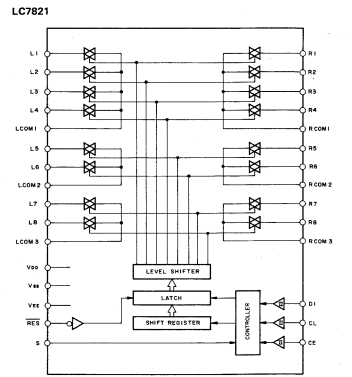 LC7821
L1 R1
L2 R2
L3 R3
L4 R4
LCOM1 RCOM1
L5 R5
L6 R6
LCOM2 RCOM2
L7 R7
L8 R8
LCOM3 RCOM3
VDD LEVEL SHIFTER
VSS
VEE LATCH CONTROLLER DI
RES SHIFT REGISTER CL
S CE